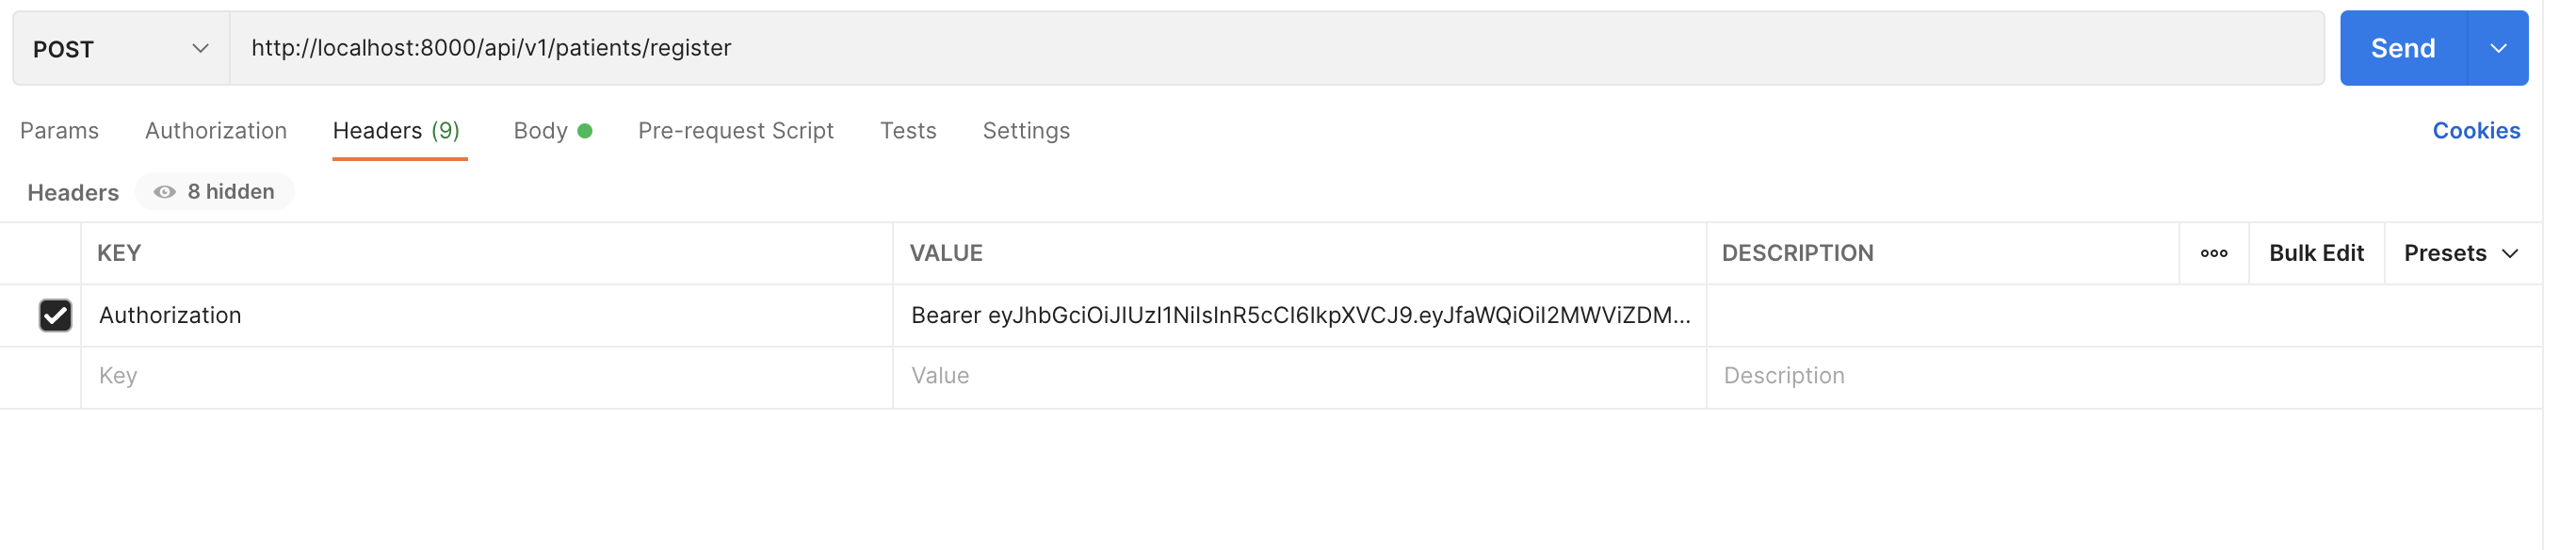 POST http://localhost:8000/api/v1/patients/register Send
Params Authorization Headers (9) Body Pre-request Script Tests Settings Cookies
Headers 8 hidden
KEY VALUE DESCRIPTION ooo Bulk Edit Presets
Authorization Bearer eyJhbGciOiJIUzI1NiIsInR5cCI6IkpXVCJ9.eyJfaWQiOiI2MWViZDM...
Key Value Description